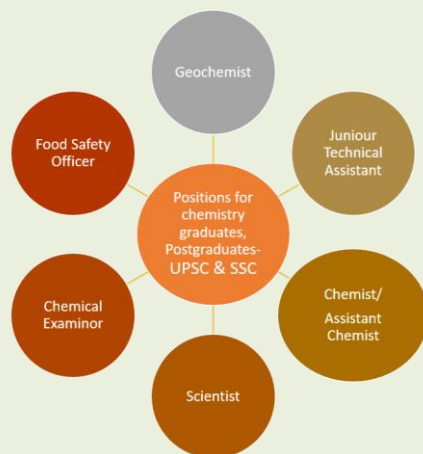 Geochemist
Food Safety
Officer
Juniour
Technical
Assistant
Positions for
chemistry
graduates,
Postgraduates-
UPSC & SSC
Chemical
Examinor
Chemist/
Assistant
Chemist
Scientist